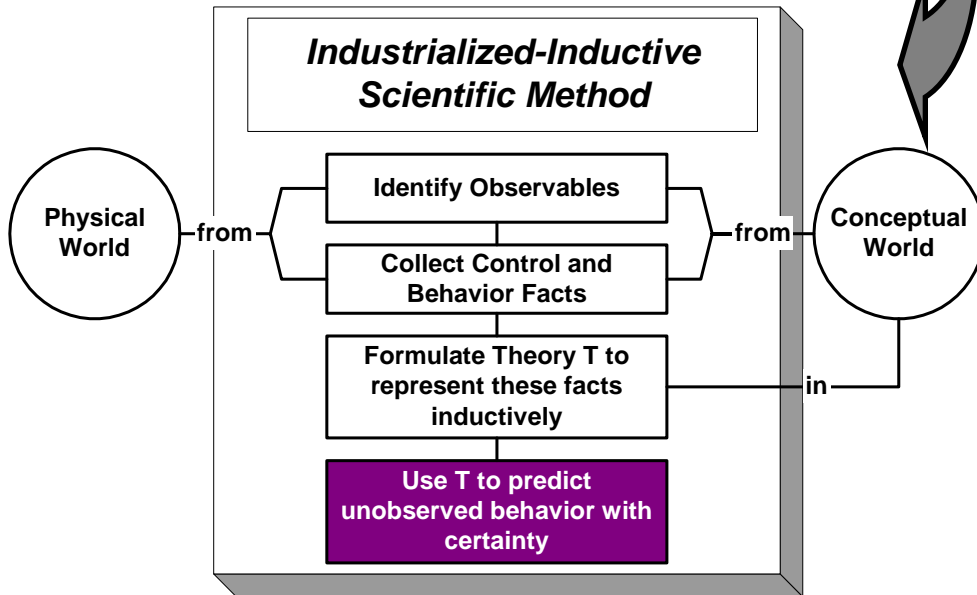 Industrialized-Inductive
Scientific Method
Identify Observables
Physical
World
from
from
Conceptual
World
Collect Control and
Behavior Facts
Formulate Theory T to
represent these facts
inductively
in
Use T to predict
unobserved behavior with
certainty